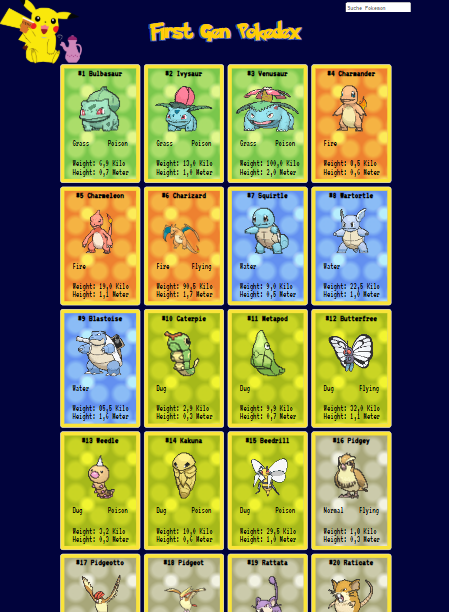 Suche Pokemon
First Gen Pokedex
#1 Bulbasaur
Grass Poison
Weight: 6,9 Kilo
Height: 0,7 Meter
#2 Ivysaur
Grass Poison
Weight: 13,0 Kilo
Height: 1,0 Meter
#3 Venusaur
Grass Poison
Weight: 100,0 Kilo
Height: 2,0 Meter
#4 Charmander
Fire
Weight: 8,5 Kilo
Height: 0,6 Meter
#5 Charmeleon
Fire
Weight: 19,0 Kilo
Height: 1,1 Meter
#6 Charizard
Fire Flying
Weight: 90,5 Kilo
Height: 1,7 Meter
#7 Squirtle
Water
Weight: 9,0 Kilo
Height: 0,5 Meter
#8 Wartortle
Water
Weight: 22,5 Kilo
Height: 1,0 Meter
#9 Blastoise
Water
Weight: 85,5 Kilo
Height: 1,6 Meter
#10 Caterpie
Bug
Weight: 2,9 Kilo
Height: 0,3 Meter
#11 Metapod
Bug
Weight: 9,9 Kilo
Height: 0,7 Meter
#12 Butterfree
Bug Flying
Weight: 32,0 Kilo
Height: 1,1 Meter
#13 Weedle
Bug Poison
Weight: 3,2 Kilo
Height: 0,3 Meter
#14 Kakuna
Bug Poison
Weight: 10,0 Kilo
Height: 0,6 Meter
#15 Beedrill
Bug Poison
Weight: 29,5 Kilo
Height: 1,0 Meter
#16 Pidgey
Normal Flying
Weight: 1,8 Kilo
Height: 0,3 Meter
#17 Pidgeotto
#18 Pidgeot
#19 Rattata
#20 Raticate